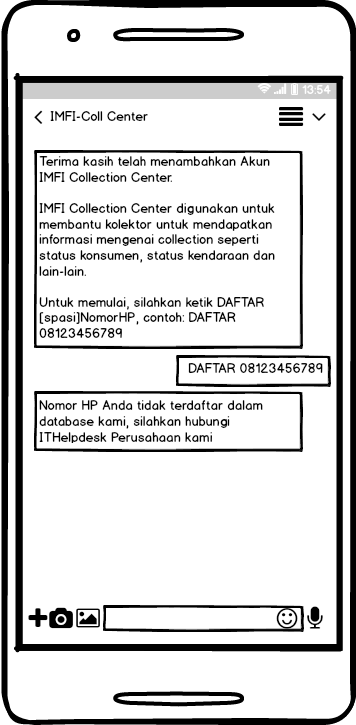 13:54
IMFI-Coll Center
Terima kasih telah menambahkan Akun
IMFI Collection Center.
IMFI Collection Center digunakan untuk
membantu kolektor untuk mendapatkan
informasi mengenai collection seperti
status konsumen, status kendaraan dan
lain-lain.
Untuk memulai, silahkan ketik DAFTAR
(spasi)NomorHP, contoh: DAFTAR
08123456789
DAFTAR 08123456789
Nomor HP Anda tidak terdaftar dalam
database kami, silahkan hubungi
ITHelpdesk Perusahaan kami